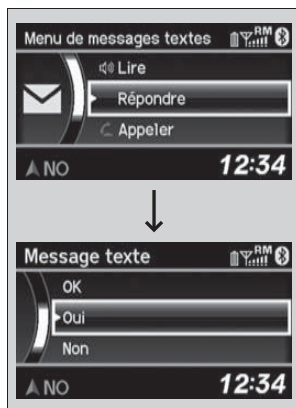 Menu de messages textes
RM
Lire
Répondre
Appeler
NO
12:34
Message texte
RM
OK
Oui
Non
NO
12:34